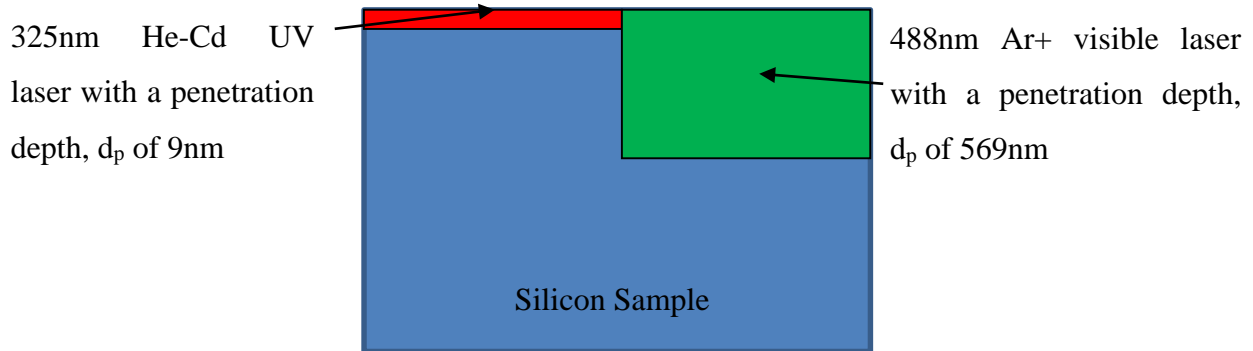 325nm He-Cd UV
laser with a penetration
depth, dp of 9nm
488nm Ar+ visible laser
with a penetration depth,
dp of 569nm
Silicon Sample